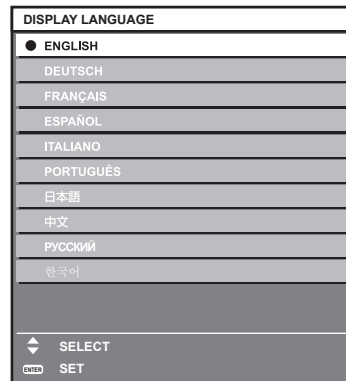 DISPLAY LANGUAGE
ENGLISH
DEUTSCH
FRANÇAIS
ESPAÑOL
ITALIANO
PORTUGUÊS
日本語
中文
РУССКИЙ
한국어
SELECT
ENTER SET